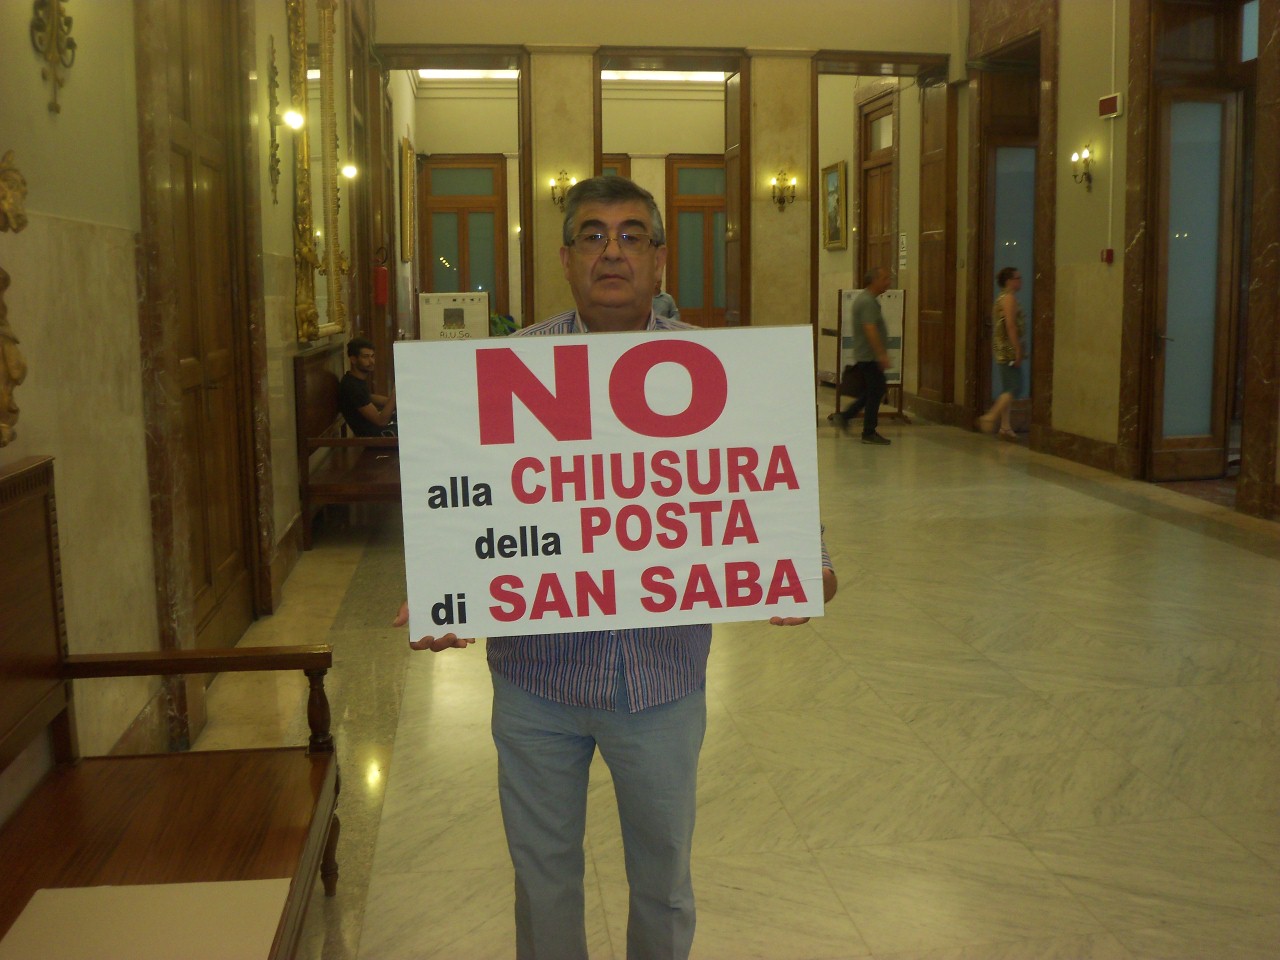 NO
alla CHIUSURA
della POSTA
di SAN SABA